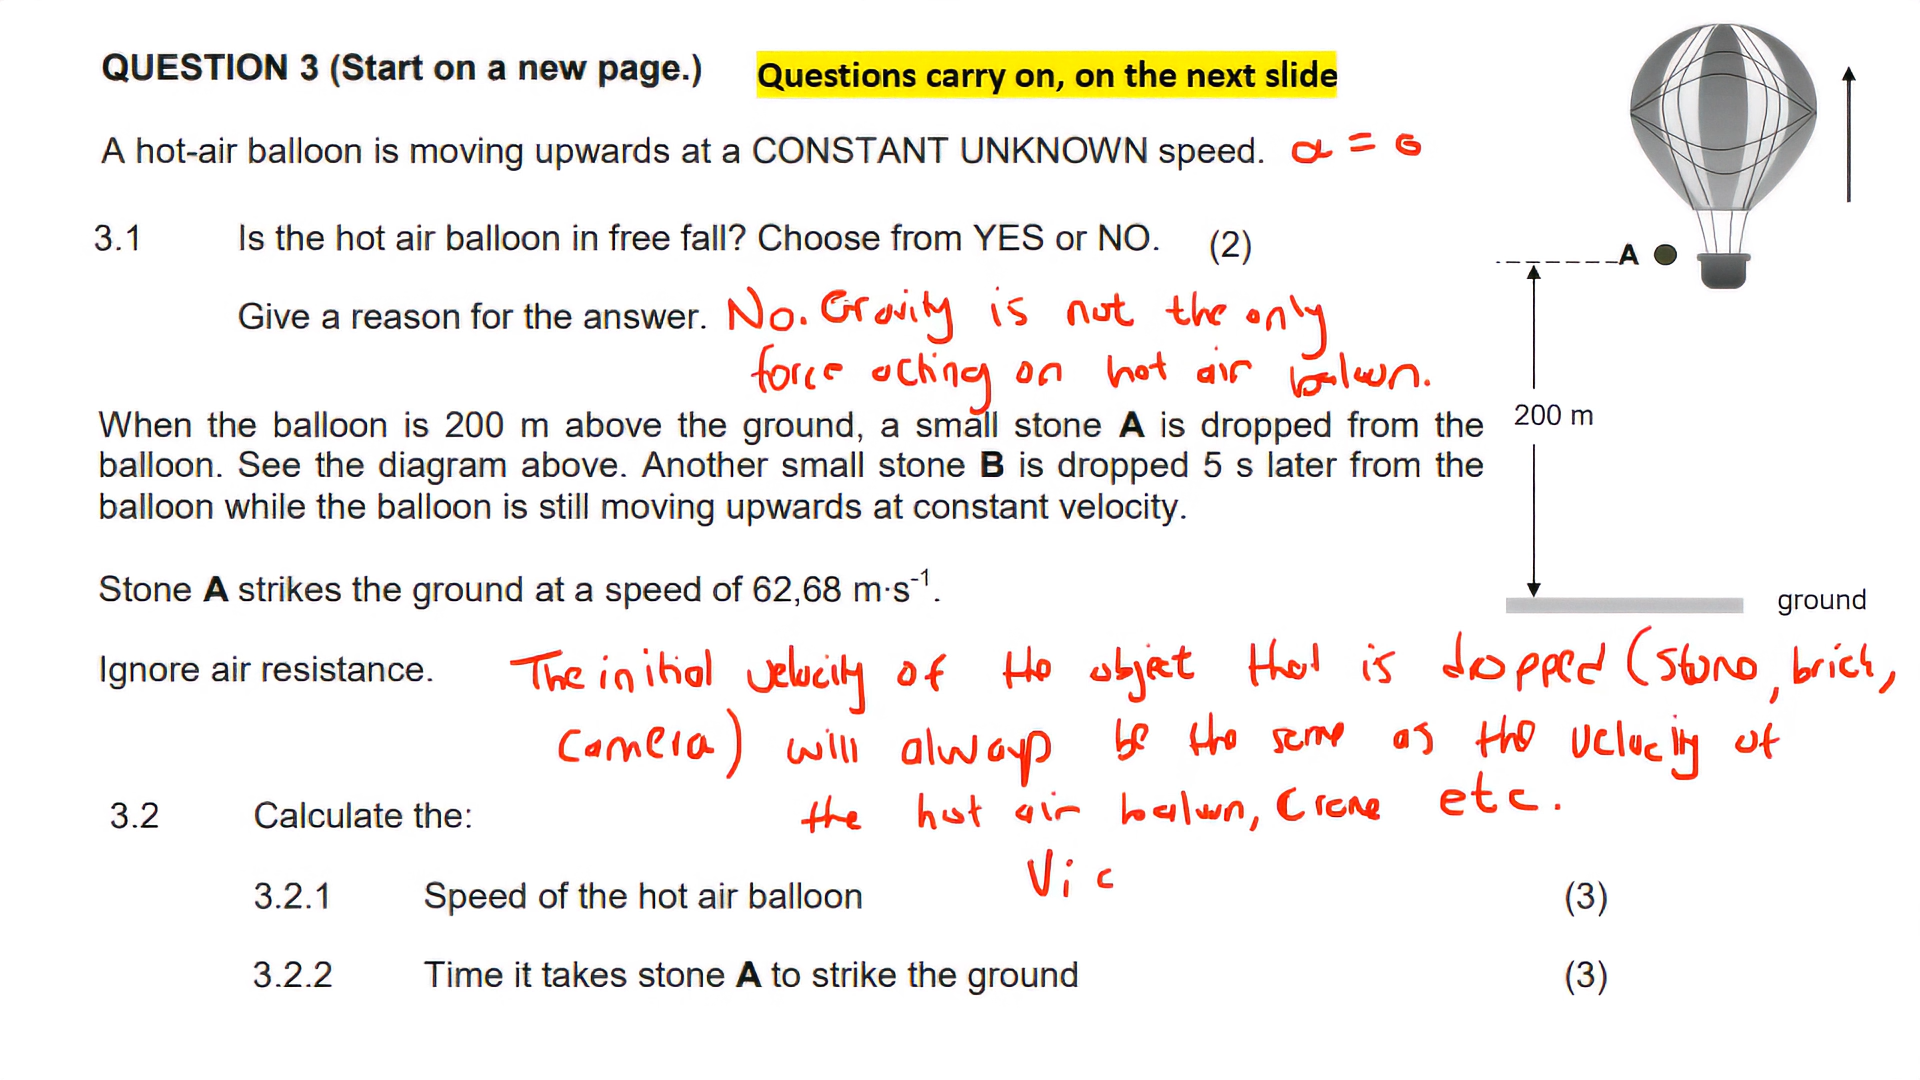 QUESTION 3 (Start on a new page.)
Questions carry on, on the next slide
A hot-air balloon is moving upwards at a CONSTANT UNKNOWN speed. a = 0
3.1 Is the hot air balloon in free fall? Choose from YES or NO. (2)
A
Give a reason for the answer. No. Gravity is not the only
force acting on hot air baloon.
When the balloon is 200 m above the ground, a small stone A is dropped from the
200 m
balloon. See the diagram above. Another small stone B is dropped 5 s later from the
balloon while the balloon is still moving upwards at constant velocity.
Stone A strikes the ground at a speed of 62,68 m·s⁻¹.
ground
Ignore air resistance. The initial velocity of the object that is dropped (stone, brick,
camera) will always be the same as the velocity of
3.2 Calculate the: the hot air baloon, crane etc.
3.2.1 Speed of the hot air balloon Vi (3)
3.2.2 Time it takes stone A to strike the ground (3)